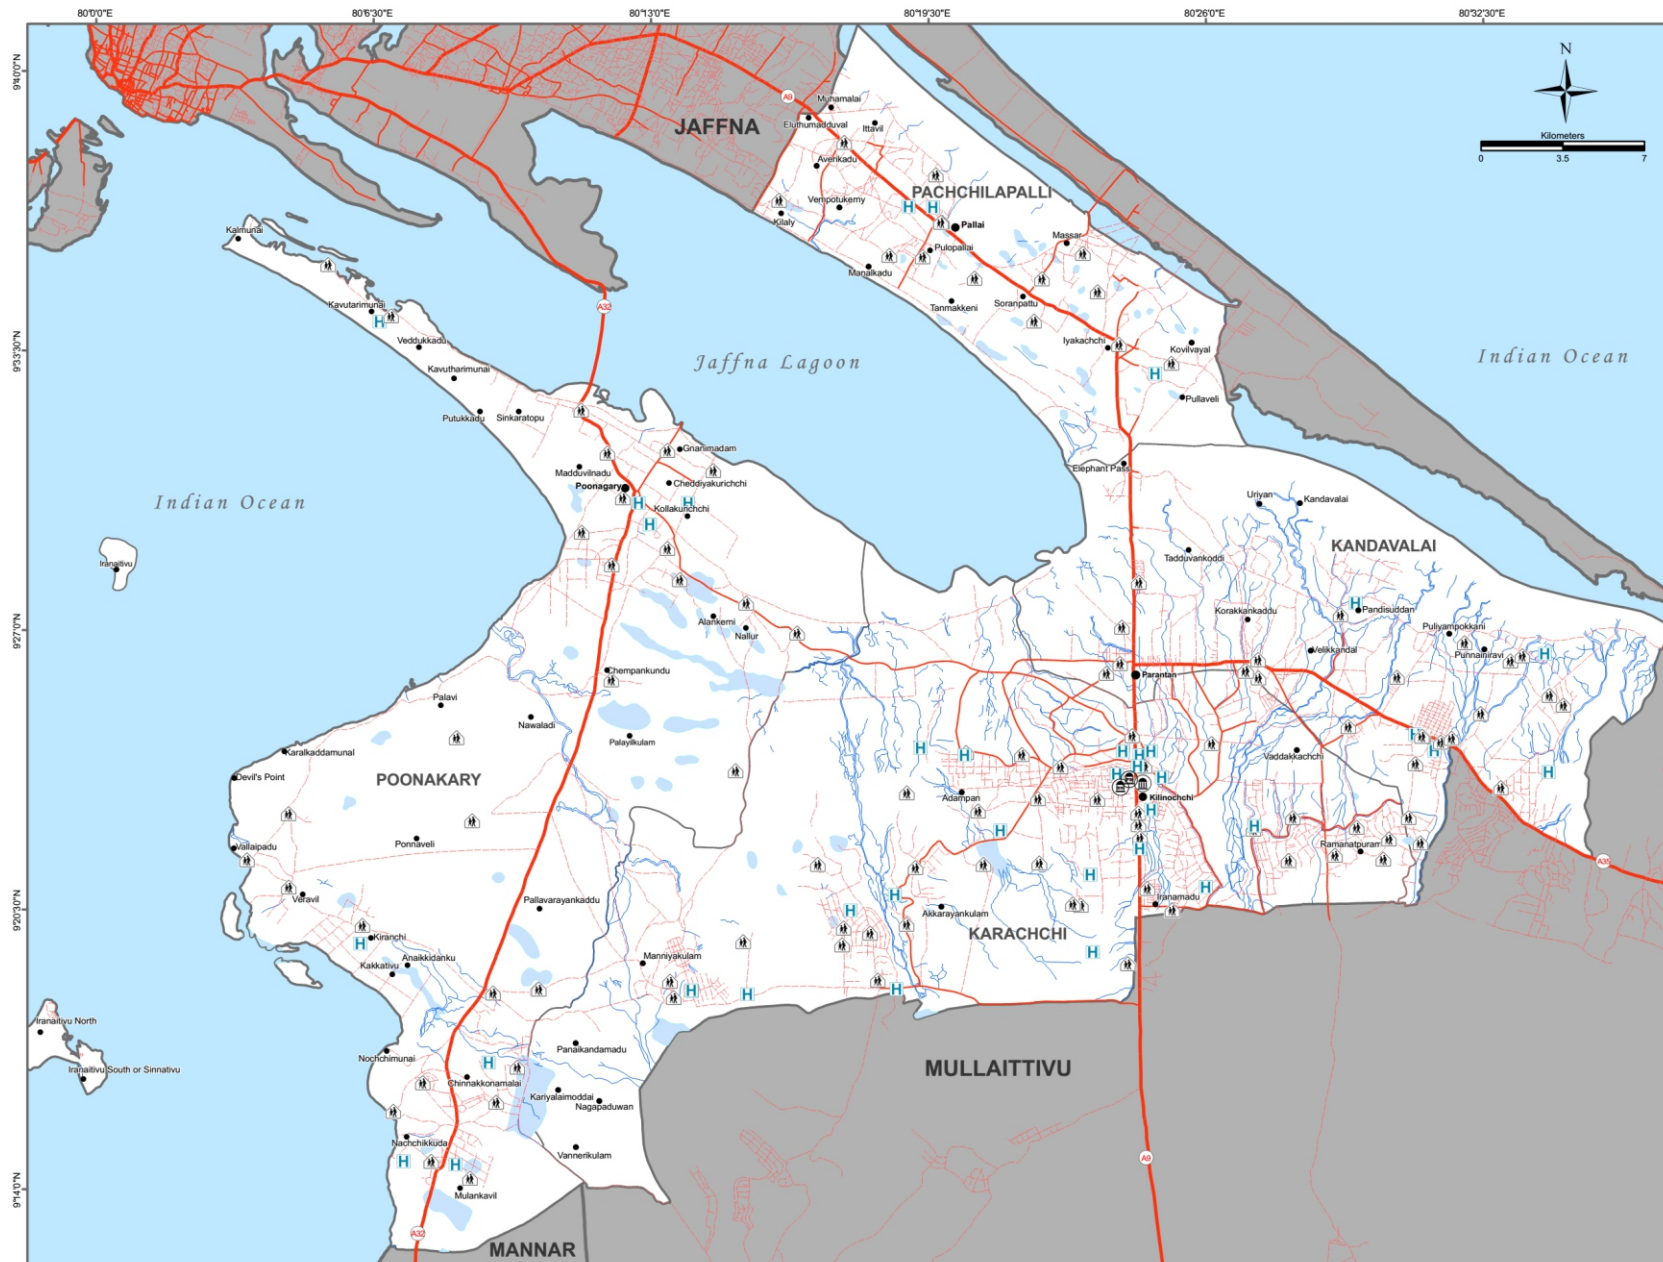 80°0'0"E
80°6'30"E
80°13'0"E
80°19'30"E
80°26'0"E
80°32'30"E
9°40'0"N
N
Kilometers
0 3.5 7
A9
Munamalai
JAFFNA
Eluthumadduval
Ittavil
Averikadu
PACHCHILAPALLI
Vempotukerny
Kilaly
Pallai
Kalmunai
Massar
Pulopallai
Manalkadu
Kavutarimunai
A32
Tanmakkeni
Soranpattu
Veddukkadu
Iyakachchi
Kovilvayal
9°33'30"N
Jaffna Lagoon
Indian Ocean
Kavutharimunai
Pullaveli
Putukkadu
Sinkaratopu
Gnanimadam
Madduvilnadu
Elephant Pass
Poonagary
Cheddiyakurichchi
H
Indian Ocean
Kollakurichchi
Uriyan
Kandavalai
Iranaitivu
Tadduvankoddi
KANDAVALAI
Korakkankaddu
Pandisuddan
Alankerni
Nallur
9°27'0"N
Puliyampokkani
Velikkandal
Punnainiravi
Chempankundu
Parantan
Palavi
Nawaladi
Palayilkulam
Karalkaddamunal
Vaddakkachchi
Devil's Point
POONAKARY
Adampan
Kilinochchi
Ponnaveli
Vallaipadu
Ramanatpuram
A35
Veravil
Pallavarayankaddu
Akkarayankulam
Iranamadu
9°20'30"N
KARACHCHI
Kiranchi
Anaikkidanku
Kakkativu
Manniyakulam
Iranaitivu North
Panaikandamadu
Nochchimunai
Iranaitivu South or Sinnativu
MULLAITTIVU
Chinnakkonamalai
Kariyalaimoddai
Nagapaduwan
Nachchikkuda
Vannerikulam
A9
9°14'0"N
Mulankavil
A32
MANNAR